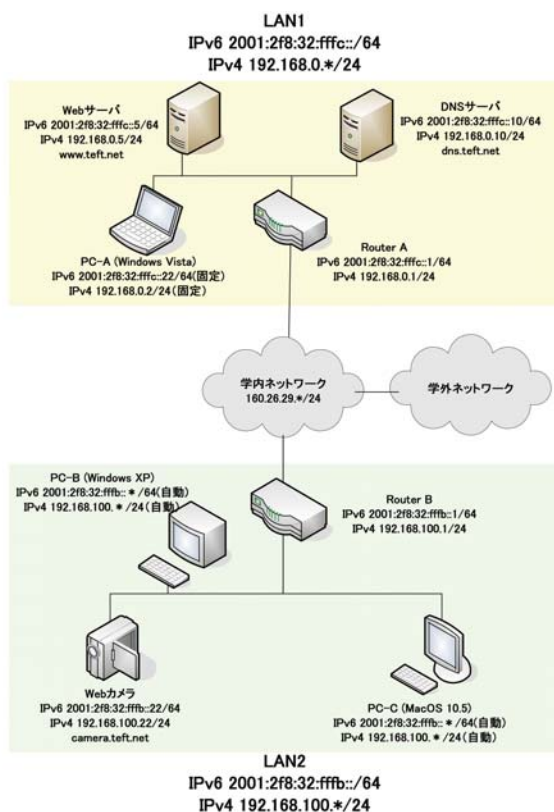 LAN1
IPv6 2001:2f8:32:fffc::/64
IPv4 192.168.0.*/24
Webサーバ
IPv6 2001:2f8:32:fffc::5/64
IPv4 192.168.0.5/24
www.teft.net
DNSサーバ
IPv6 2001:2f8:32:fffc::10/64
IPv4 192.168.0.10/24
dns.teft.net
PC-A (Windows Vista)
IPv6 2001:2f8:32:fffc::22/64(固定)
IPv4 192.168.0.2/24(固定)
Router A
IPv6 2001:2f8:32:fffc::1/64
IPv4 192.168.0.1/24
学内ネットワーク
160.26.29.*/24
学外ネットワーク
PC-B (Windows XP)
IPv6 2001:2f8:32:fffb::*/64(自動)
IPv4 192.168.100.*/24(自動)
Router B
IPv6 2001:2f8:32:fffb::1/64
IPv4 192.168.100.1/24
Webカメラ
IPv6 2001:2f8:32:fffb::22/64
IPv4 192.168.100.22/24
camera.teft.net
PC-C (MacOS 10.5)
IPv6 2001:2f8:32:fffb::*/64(自動)
IPv4 192.168.100.*/24(自動)
LAN2
IPv6 2001:2f8:32:fffb::/64
IPv4 192.168.100.*/24